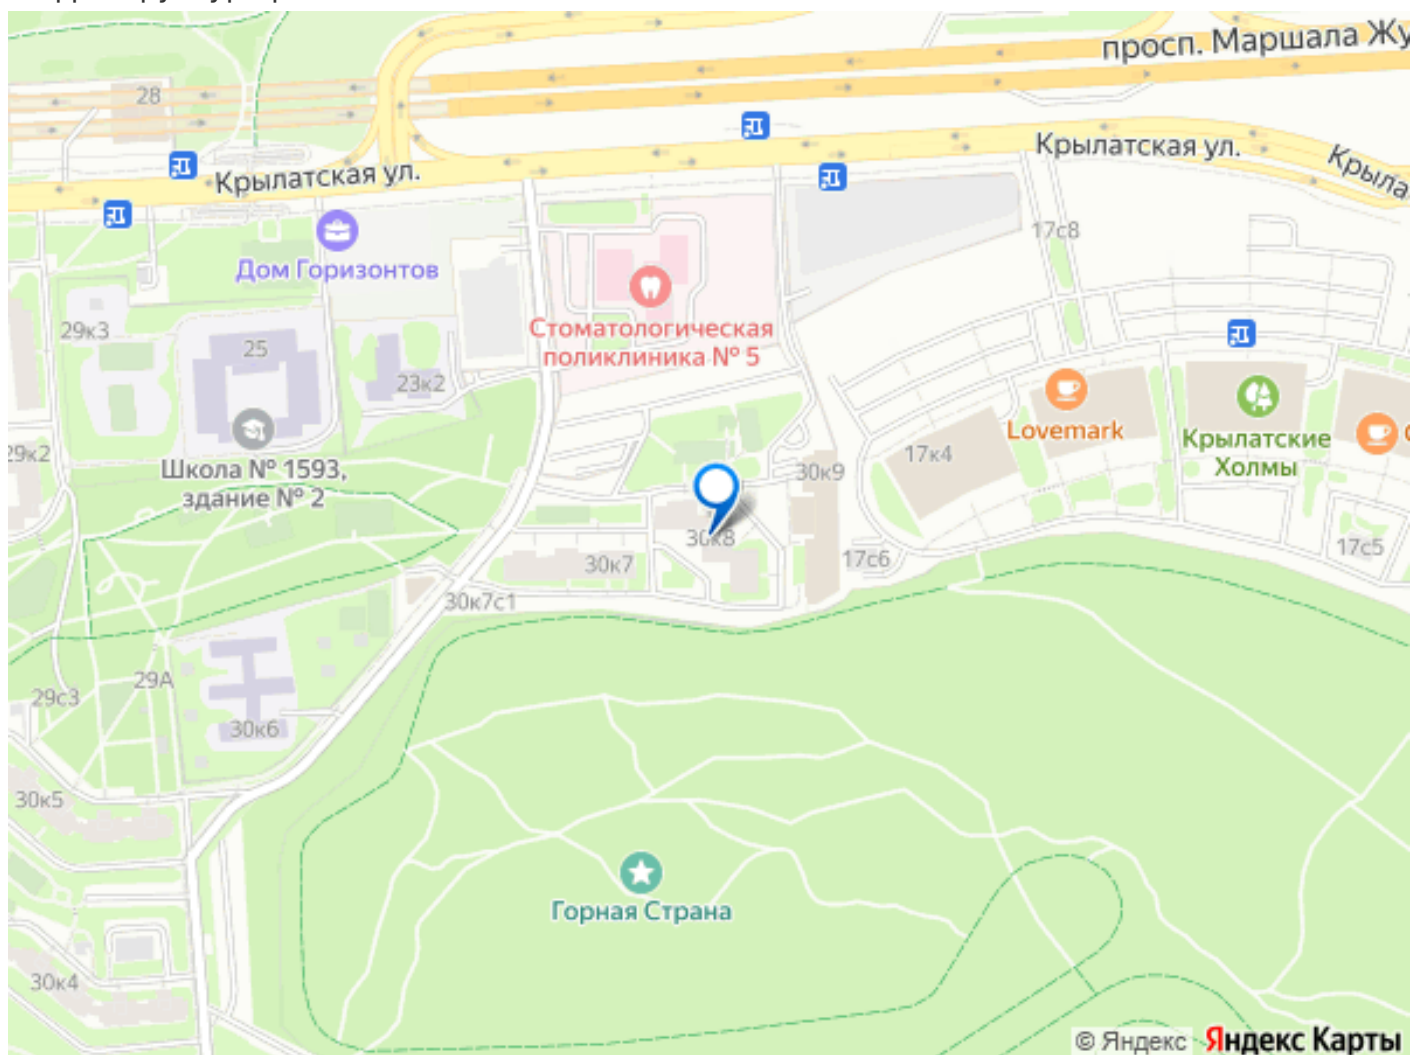 просп. Маршала Жу
28
Крылатская ул.
Крыла
Крылатская ул.
17с8
Дом Горизонтов
29к3
25
Стоматологическая
поликлиника № 5
23к2
Lovemark
Крылатские
Холмы
29к2
Школа № 1593,
здание № 2
30к9
17к4
30к8
30к7
17с6
17с5
30к7с1
29А
29с3
30к6
30к5
Горная Страна
30к4
© Яндекс Яндекс Карты